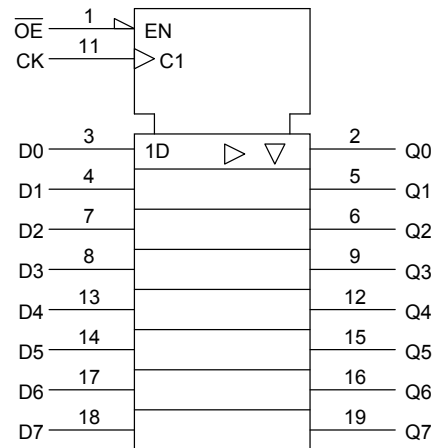 OE 1 EN
CK 11 C1
D0 3 1D 2 Q0
D1 4 5 Q1
D2 7 6 Q2
D3 8 9 Q3
D4 13 12 Q4
D5 14 15 Q5
D6 17 16 Q6
D7 18 19 Q7